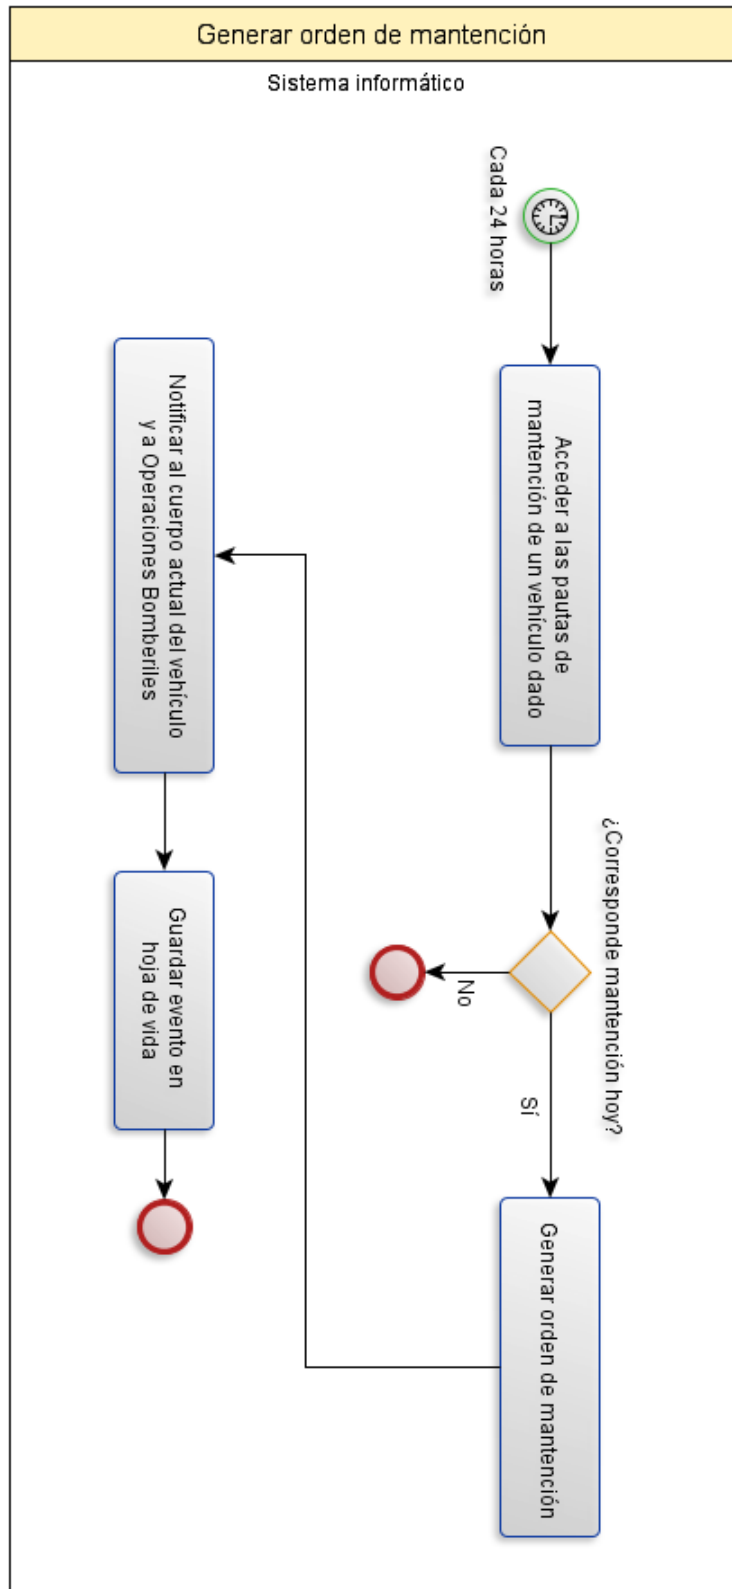 Generar orden de mantención
Sistema informático
Cada 24 horas
Acceder a las pautas de
mantención de un vehículo dado
¿Corresponde mantención hoy?
No
Sí
Generar orden de mantención
Notificar al cuerpo actual del vehículo
y a Operaciones Bomberiles
Guardar evento en
hoja de vida